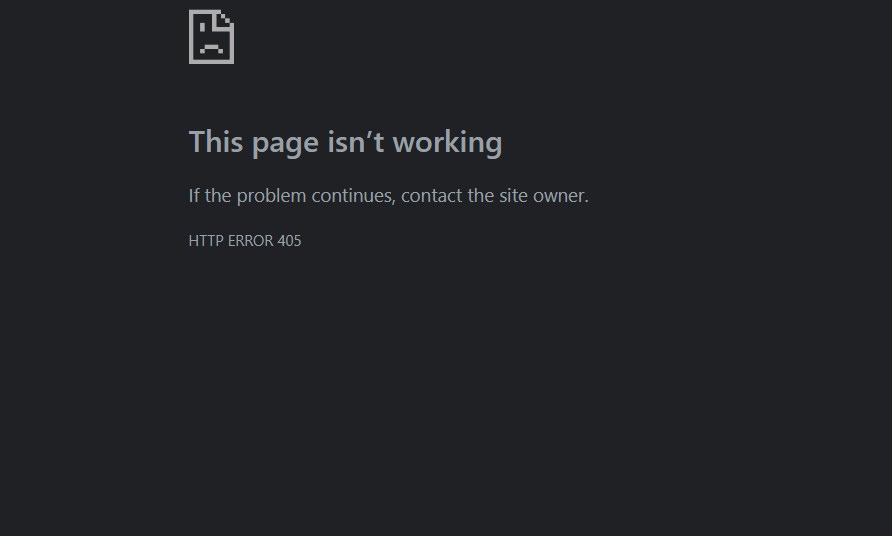 This page isn’t working
If the problem continues, contact the site owner.
HTTP ERROR 405